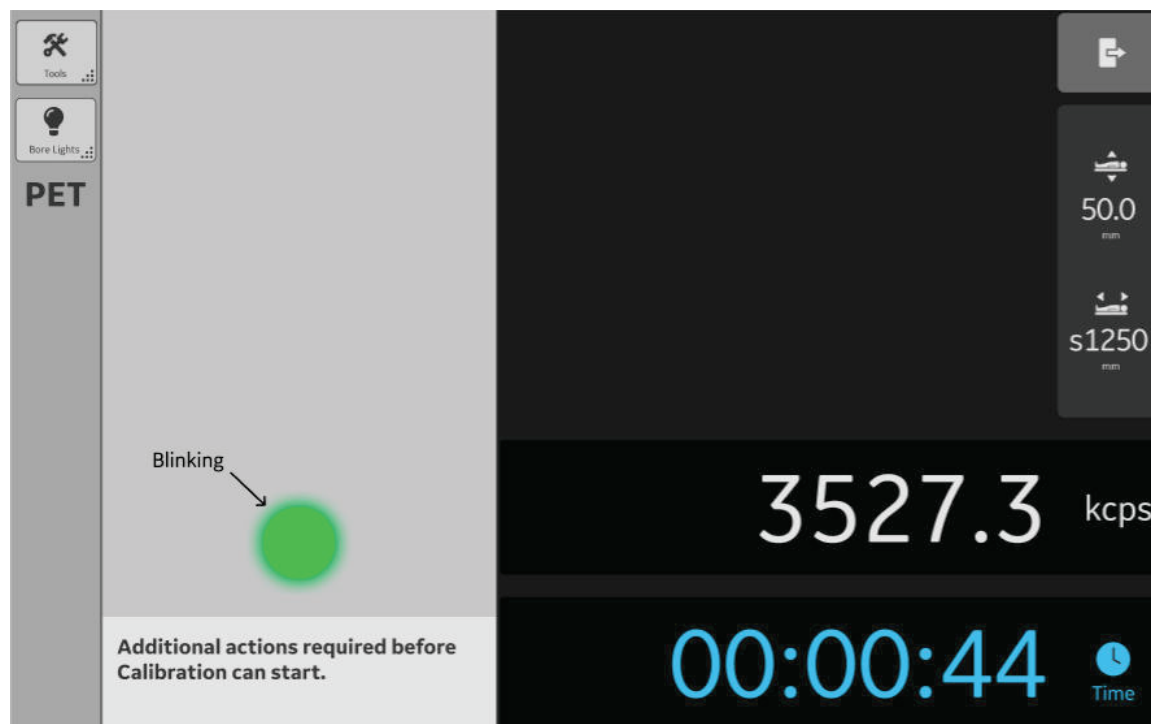 Tools
Bore Lights
PET
Blinking
Additional actions required before
Calibration can start.
50.0
mm
s1250
mm
3527.3 kcps
00:00:44
Time